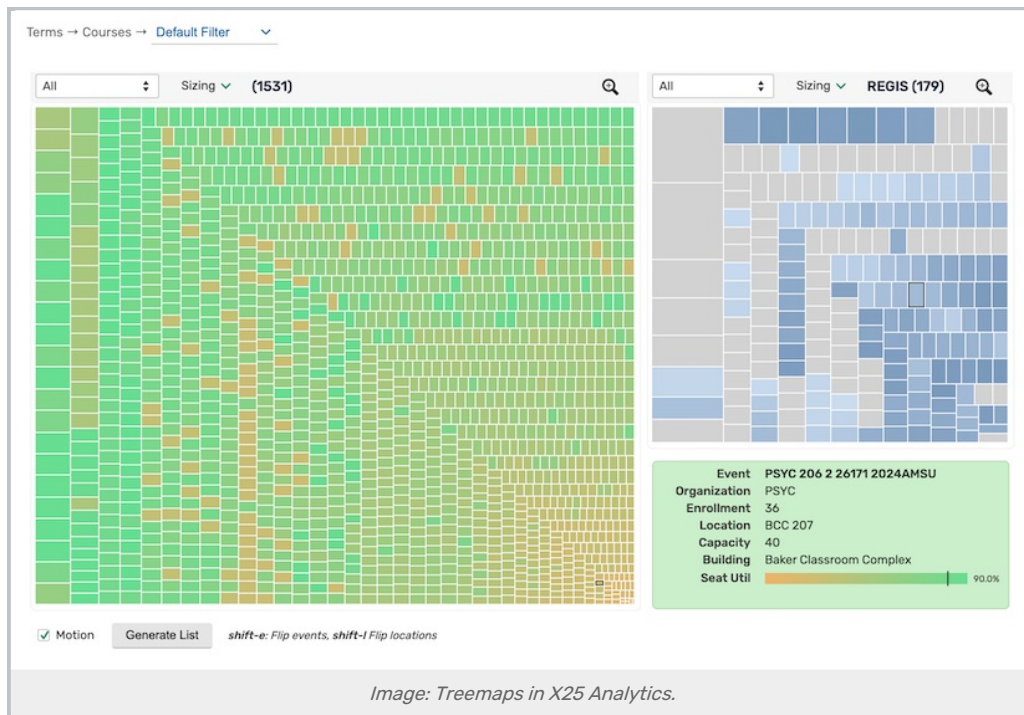 Terms → Courses → Default Filter
All Sizing (1531)
All Sizing REGIS (179)
Event PSYC 206 2 26171 2024AMSU
Organization PSYC
Enrollment 36
Location BCC 207
Capacity 40
Building Baker Classroom Complex
Seat Util 90.0%
Motion Generate List shift-e: Flip events, shift-l Flip locations
Image: Treemaps in X25 Analytics.